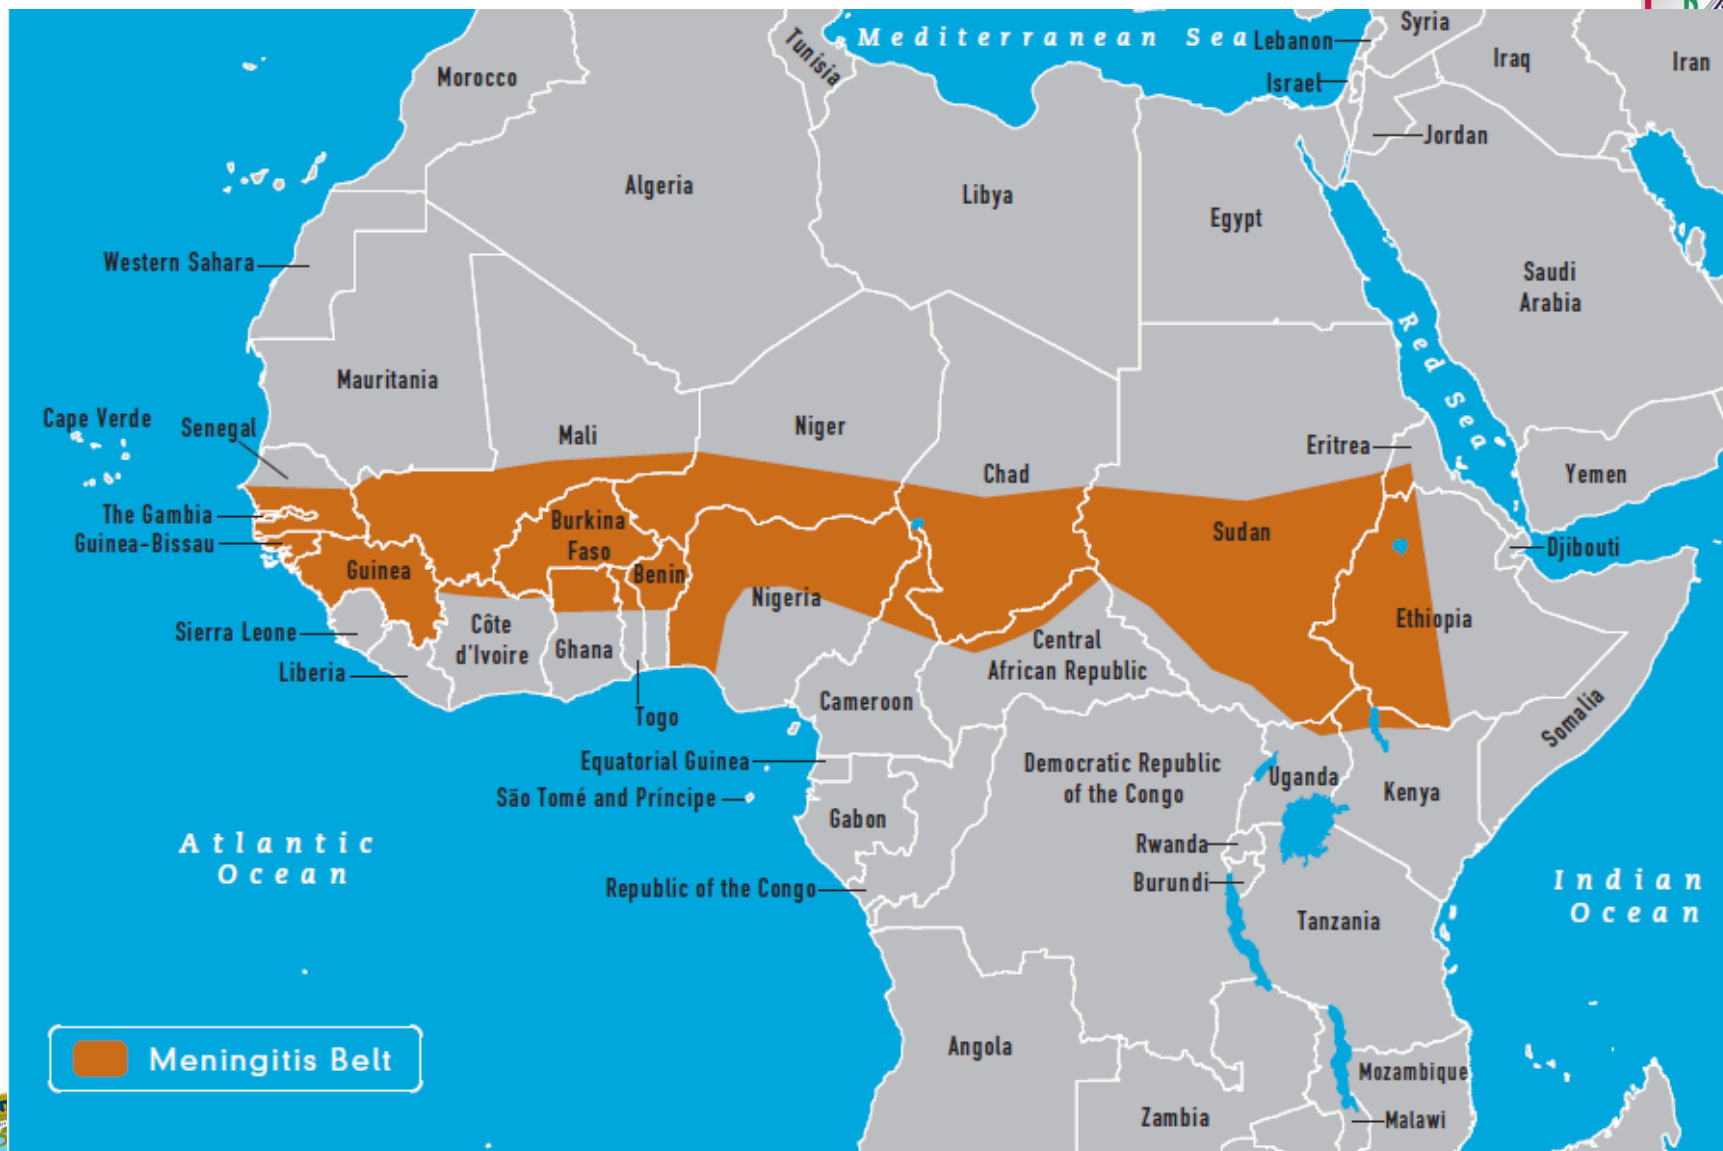 Mediterranean Sea
Syria
Lebanon
Iraq
Iran
Tunisia
Morocco
Israel
Jordan
Algeria
Libya
Egypt
Western Sahara
Saudi
Arabia
Red Sea
Mauritania
Cape Verde
Senegal
Mali
Niger
Chad
Eritrea
Yemen
The Gambia
Guinea-Bissau
Burkina
Faso
Sudan
Djibouti
Guinea
Benin
Nigeria
Sierra Leone
Côte
d'Ivoire
Ghana
Central
African Republic
Ethiopia
Liberia
Togo
Cameroon
Somalia
Equatorial Guinea
Democratic Republic
of the Congo
Uganda
Kenya
São Tomé and Príncipe
Gabon
Atlantic
Ocean
Rwanda
Republic of the Congo
Burundi
Indian
Ocean
Tanzania
Angola
Meningitis Belt
Mozambique
Zambia
Malawi